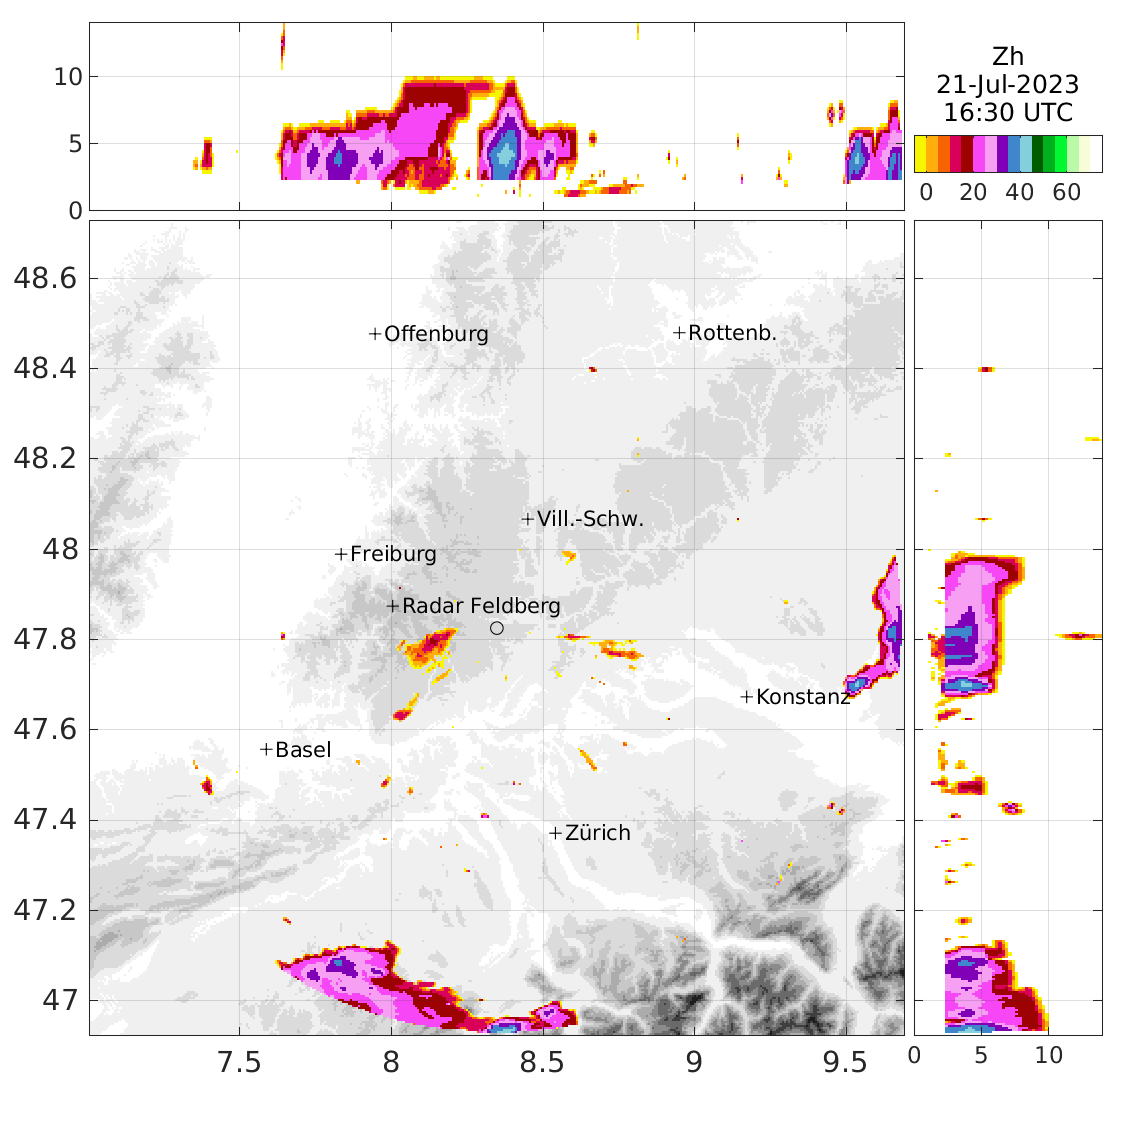 10
5
0
Zh
21-Jul-2023
16:30 UTC
0 20 40 60
48.6
48.4
48.2
48
47.8
47.6
47.4
47.2
47
+Offenburg
+Rottenb.
+Vill.-Schw.
+Freiburg
+Radar Feldberg
+Konstanz
+Basel
+Zürich
7.5 8 8.5 9 9.5
0 5 10